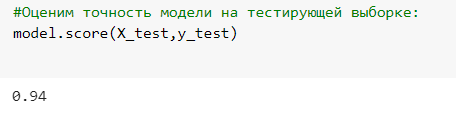 #Оценим точность модели на тестирующей выборке:
model.score(X_test,y_test)
0.94